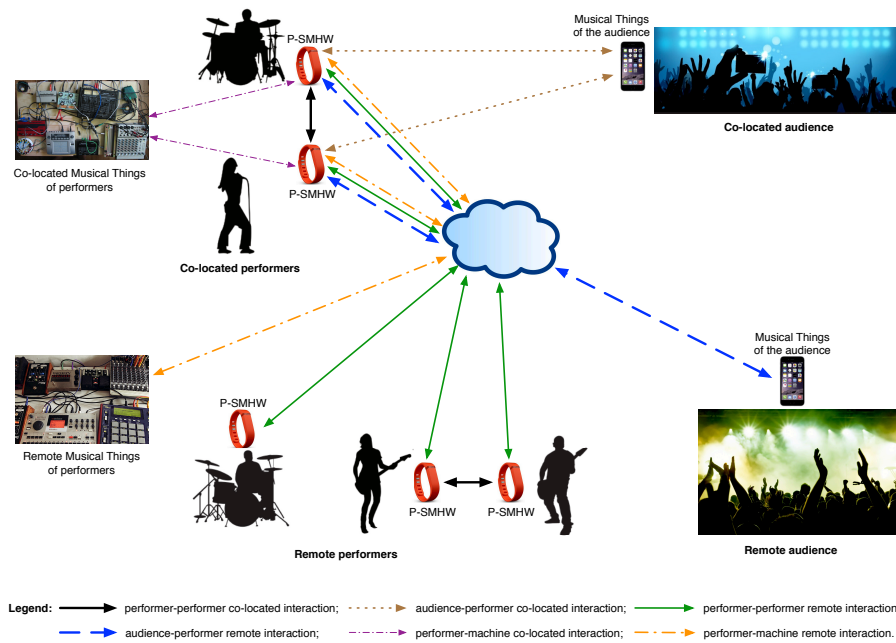 P-SMHW
Musical Things
of the audience
Co-located audience
Co-located Musical Things
of performers
P-SMHW
Co-located performers
Musical Things
of the audience
P-SMHW
Remote Musical Things
of performers
P-SMHW
P-SMHW
Remote performers
Remote audience
Legend: performer-performer co-located interaction; audience-performer co-located interaction; performer-performer remote interaction;
audience-performer remote interaction; performer-machine co-located interaction; performer-machine remote interaction;